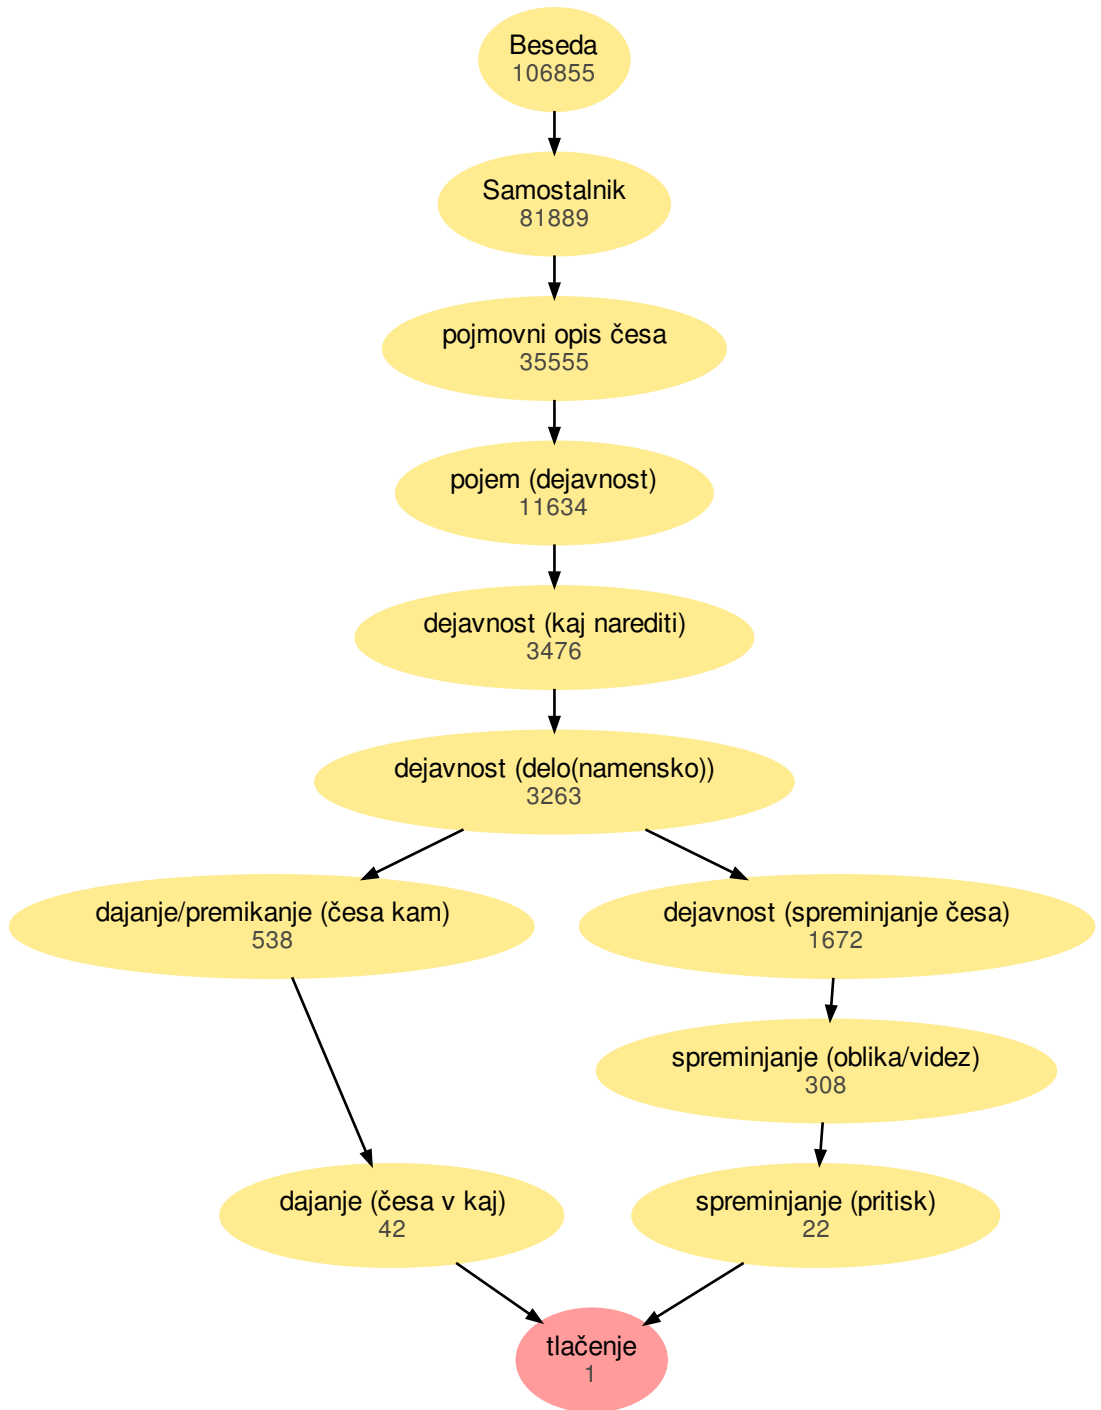 Beseda
106855
Samostalnik
81889
pojmovni opis česa
35555
pojem (dejavnost)
11634
dejavnost (kaj narediti)
3476
dejavnost (delo(namensko))
3263
dajanje/premikanje (česa kam)
538
dejavnost (spreminjanje česa)
1672
spreminjanje (oblika/videz)
308
dajanje (česa v kaj)
42
spreminjanje (pritisk)
22
tlačenje
1